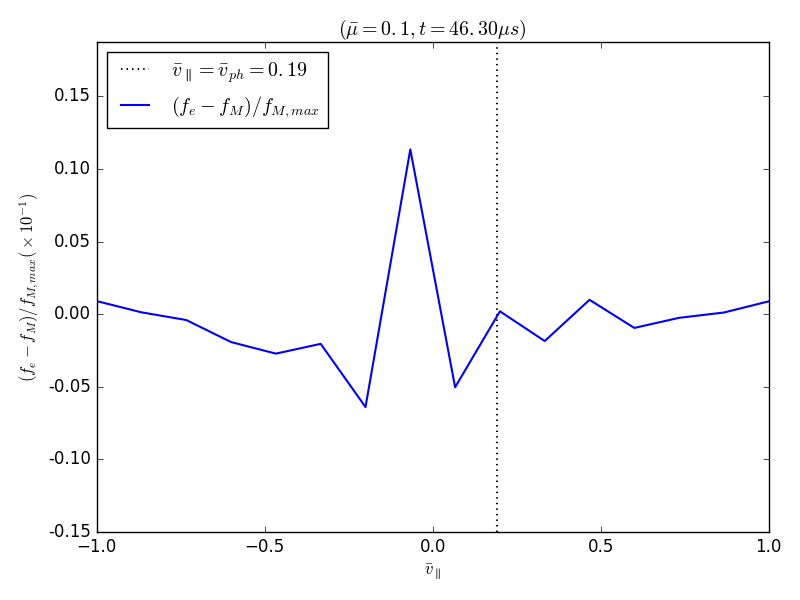 (μ̄ = 0.1, t = 46.30μs)
v̄∥ = v̄ph = 0.19
(fe − fM)/fM,max
0.15
0.10
0.05
0.00
-0.05
-0.10
-0.15
(fe − fM)/fM,max(×10⁻¹)
−1.0 −0.5 0.0 0.5 1.0
v̄∥